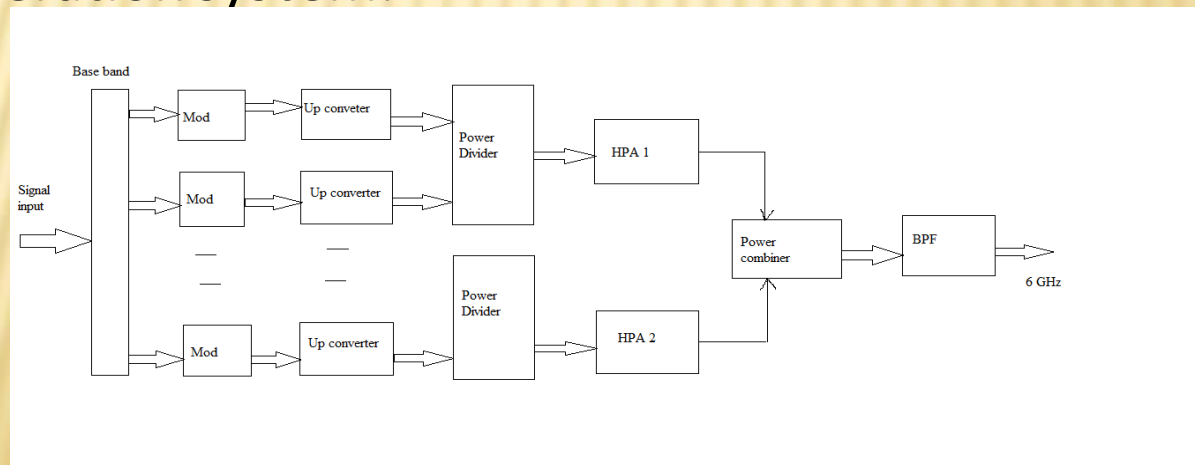 Base band
Signal
input
Mod
Up conveter
Mod
Up converter
Mod
Up converter
Power
Divider
Power
Divider
HPA 1
HPA 2
Power
combiner
BPF
6 GHz